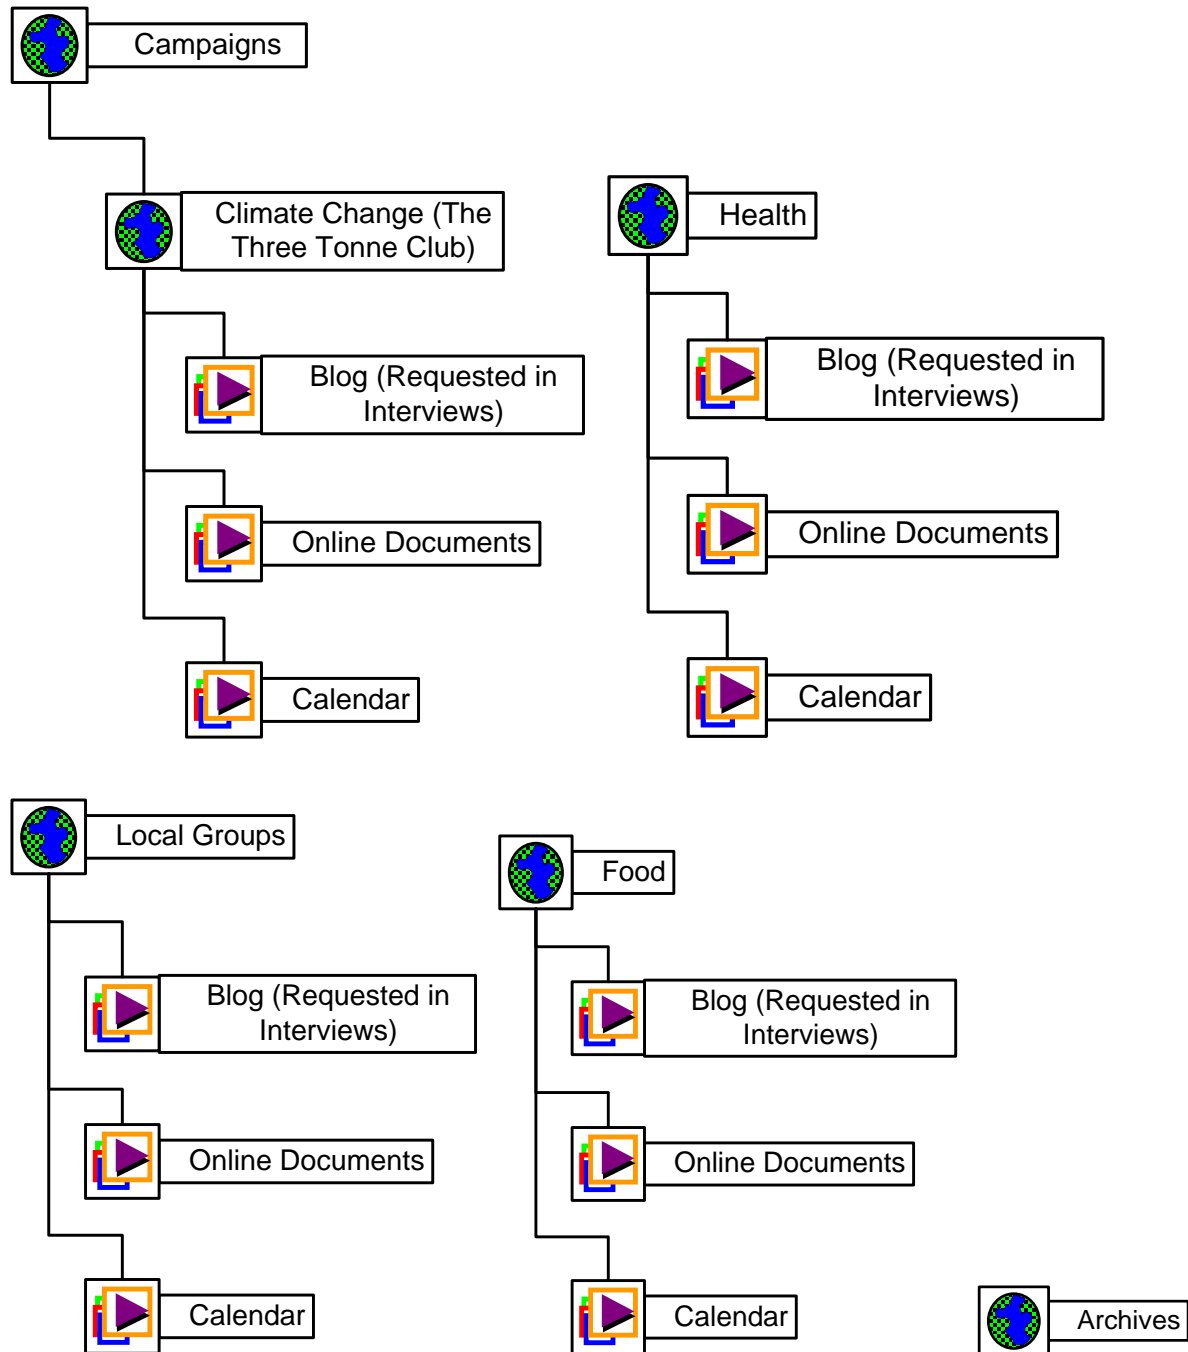 Campaigns
Climate Change (The
Three Tonne Club)
Blog (Requested in
Interviews)
Online Documents
Calendar
Health
Blog (Requested in
Interviews)
Online Documents
Calendar
Local Groups
Blog (Requested in
Interviews)
Online Documents
Calendar
Food
Blog (Requested in
Interviews)
Online Documents
Calendar
Archives